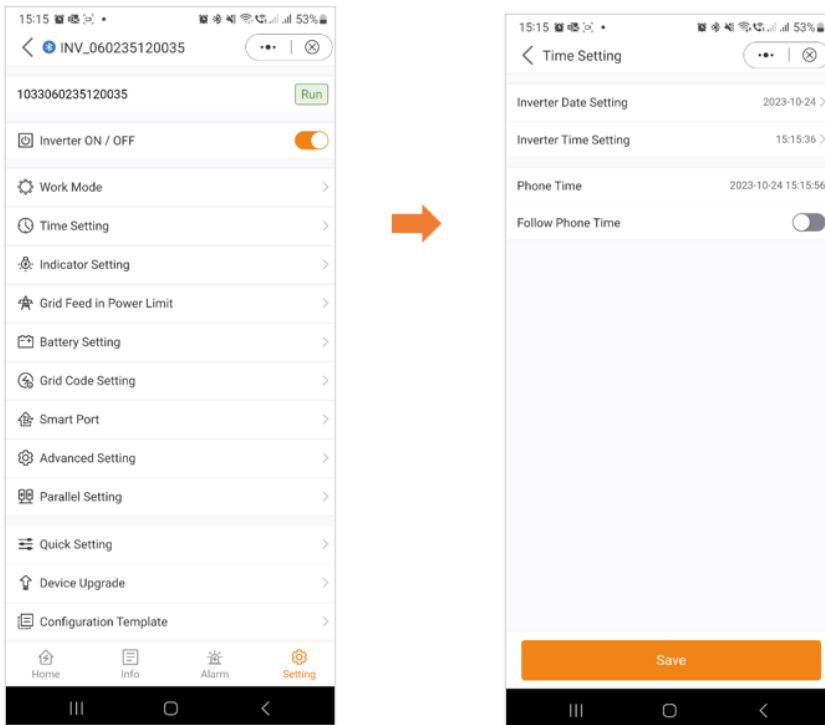 15:15 53%
INV_060235120035
1033060235120035 Run
Inverter ON / OFF
Work Mode
Time Setting
Indicator Setting
Grid Feed in Power Limit
Battery Setting
Grid Code Setting
Smart Port
Advanced Setting
Parallel Setting
Quick Setting
Device Upgrade
Configuration Template
Home Info Alarm Setting
15:15 53%
Time Setting
Inverter Date Setting 2023-10-24
Inverter Time Setting 15:15:36
Phone Time 2023-10-24 15:15:56
Follow Phone Time
Save